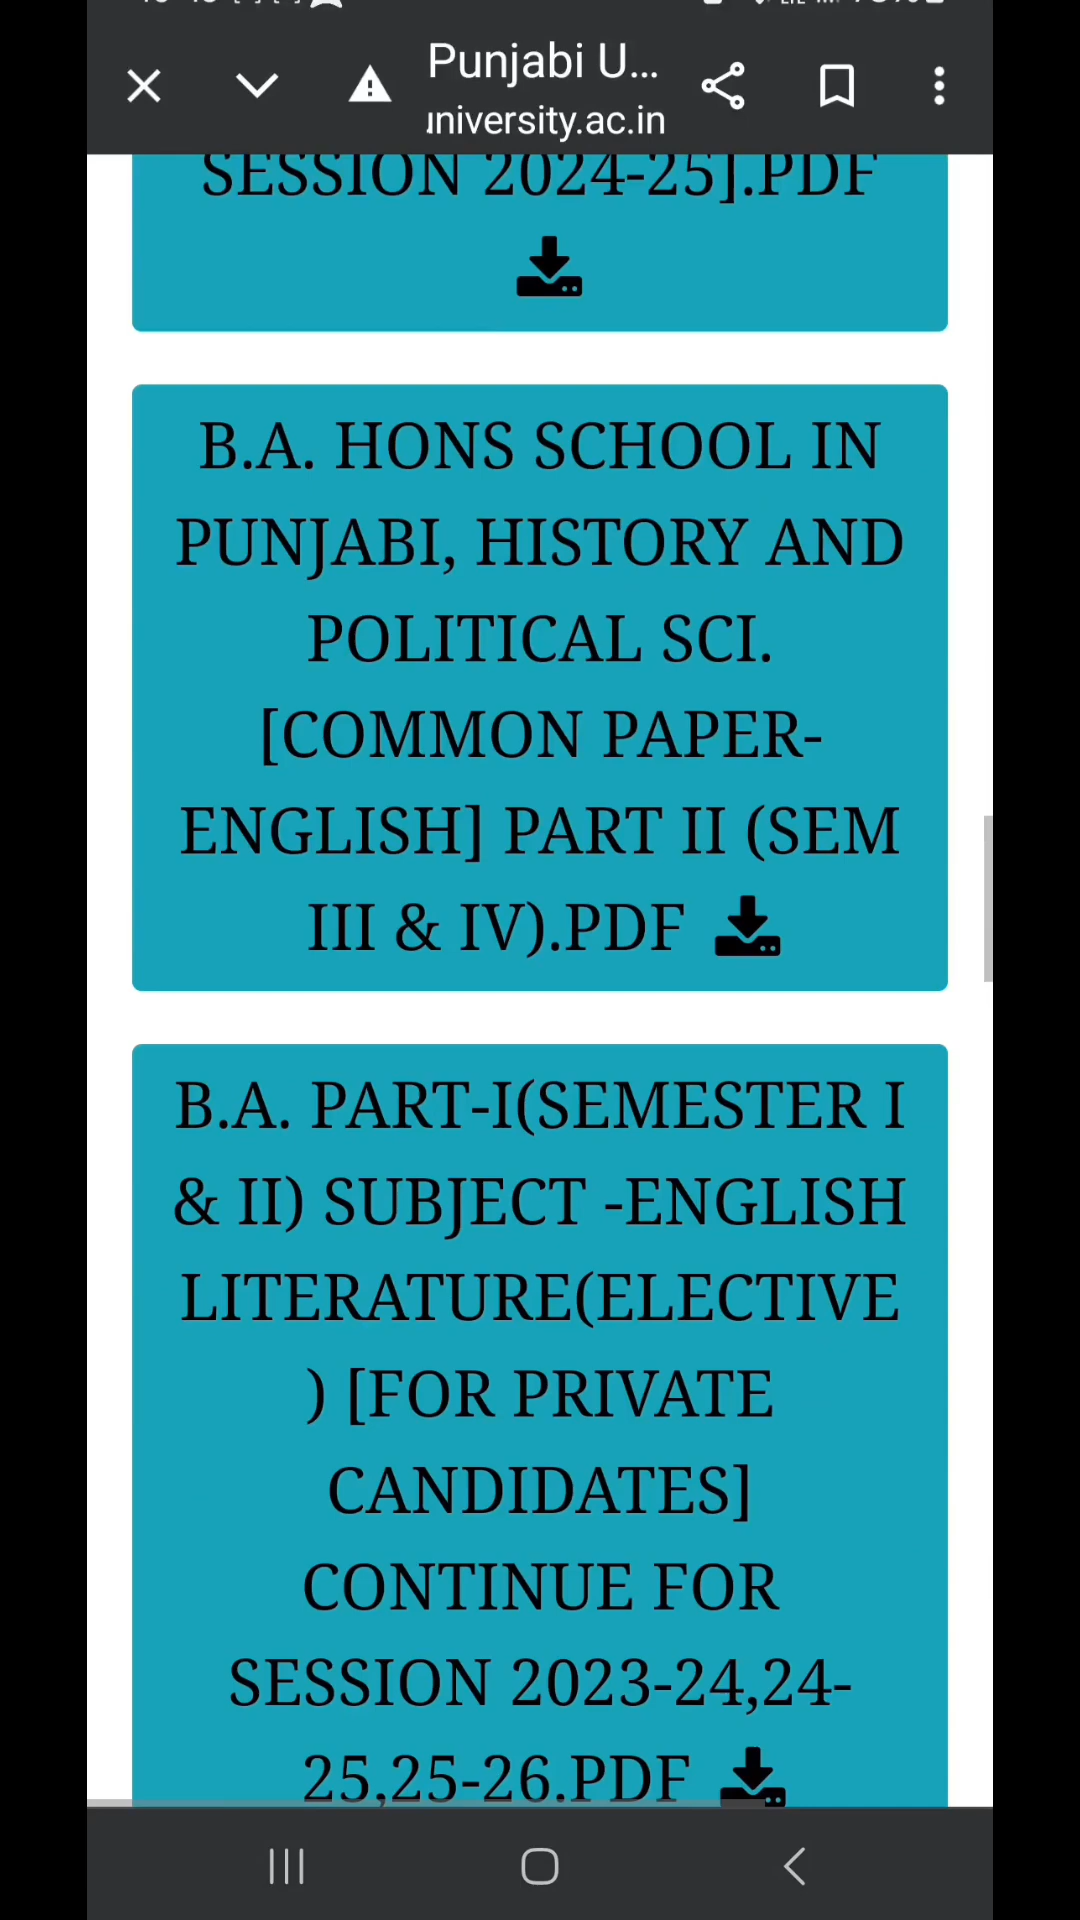 Punjabi U...
university.ac.in
SESSION 2024-25].PDF
B.A. HONS SCHOOL IN
PUNJABI, HISTORY AND
POLITICAL SCI.
[COMMON PAPER-
ENGLISH] PART II (SEM
III & IV).PDF
B.A. PART-I(SEMESTER I
& II) SUBJECT -ENGLISH
LITERATURE(ELECTIVE
) [FOR PRIVATE
CANDIDATES]
CONTINUE FOR
SESSION 2023-24,24-
25,25-26.PDF